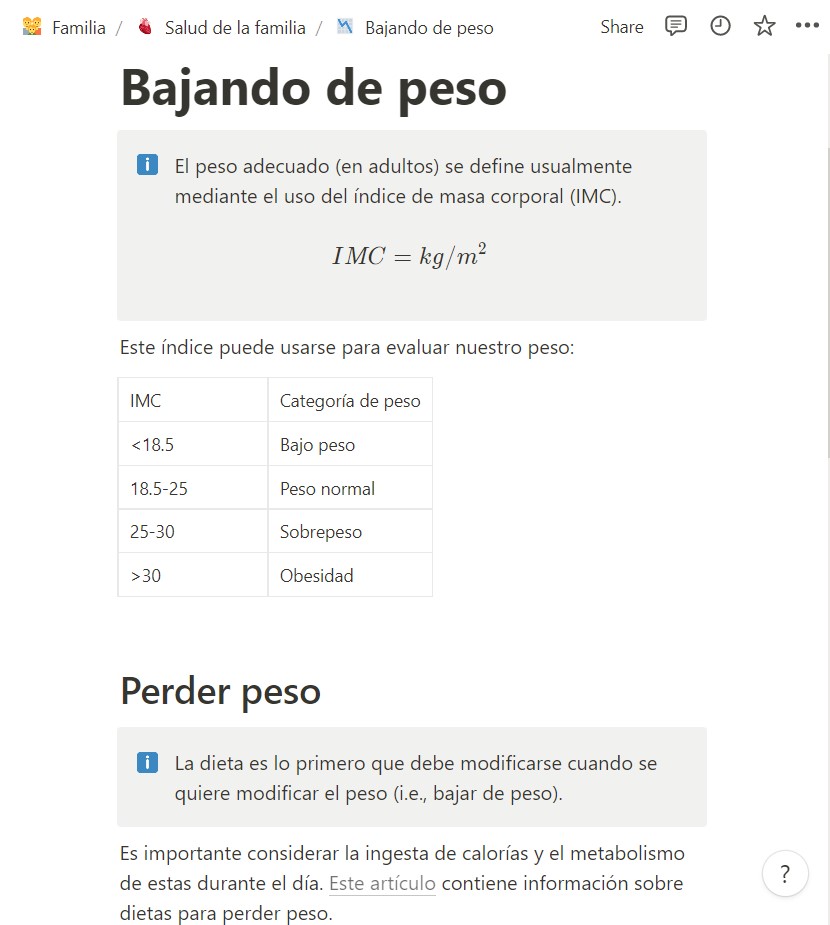 Familia / Salud de la familia / Bajando de peso Share
Bajando de peso
El peso adecuado (en adultos) se define usualmente
mediante el uso del índice de masa corporal (IMC).
IMC = kg/m²
Este índice puede usarse para evaluar nuestro peso:
IMC Categoría de peso
<18.5 Bajo peso
18.5-25 Peso normal
25-30 Sobrepeso
>30 Obesidad
Perder peso
La dieta es lo primero que debe modificarse cuando se
quiere modificar el peso (i.e., bajar de peso).
Es importante considerar la ingesta de calorías y el metabolismo
de estas durante el día. Este artículo contiene información sobre
dietas para perder peso.
?